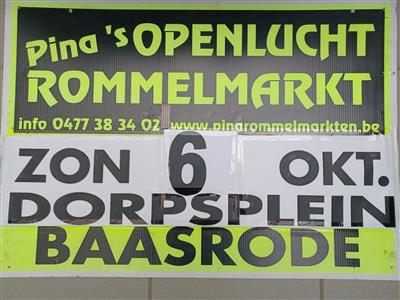 Pina 's OPENLUCHT
ROMMELMARKT
info 0477 38 34 02 www.pinarommelmarkten.be
ZON 6 OKT.
DORPSPLEIN
BAASRODE